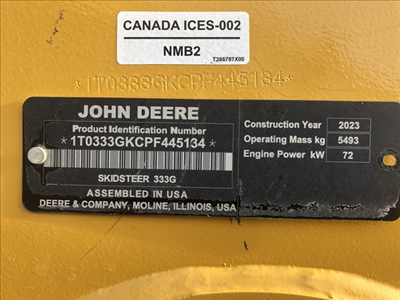 CANADA ICES-002
NMB2
T395797X00
*1T0333GKCPF445134*
JOHN DEERE
Product Identification Number
*1T0333GKCPF445134*
SKIDSTEER 333G
ASSEMBLED IN USA
DEERE & COMPANY, MOLINE, ILLINOIS, USA
Construction Year 2023
Operating Mass kg 5493
Engine Power kW 72